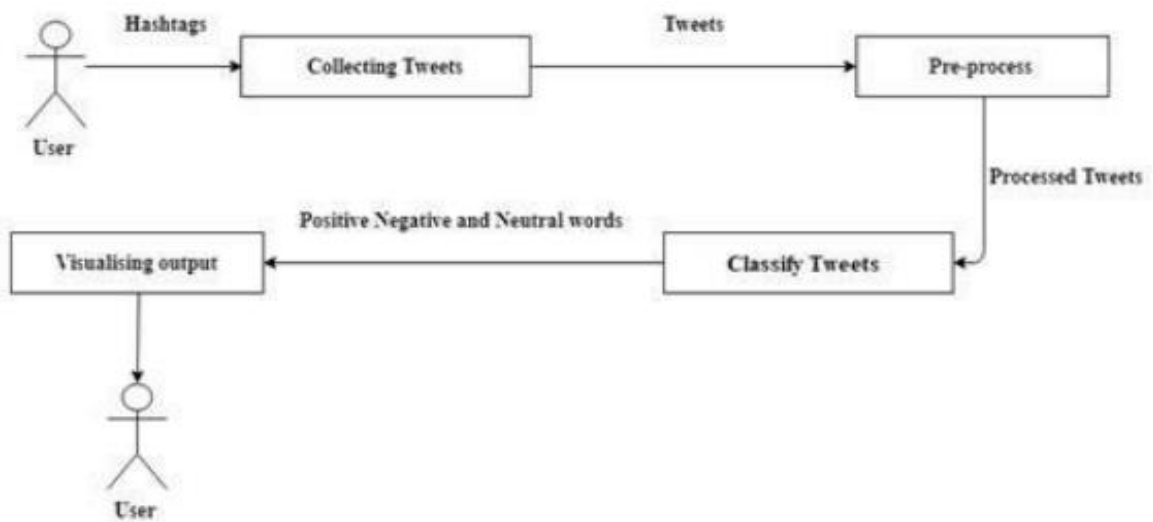 Hashtags
Tweets
Collecting Tweets
Pre-process
User
Processed Tweets
Positive Negative and Neutral words
Visualising output
Classify Tweets
User